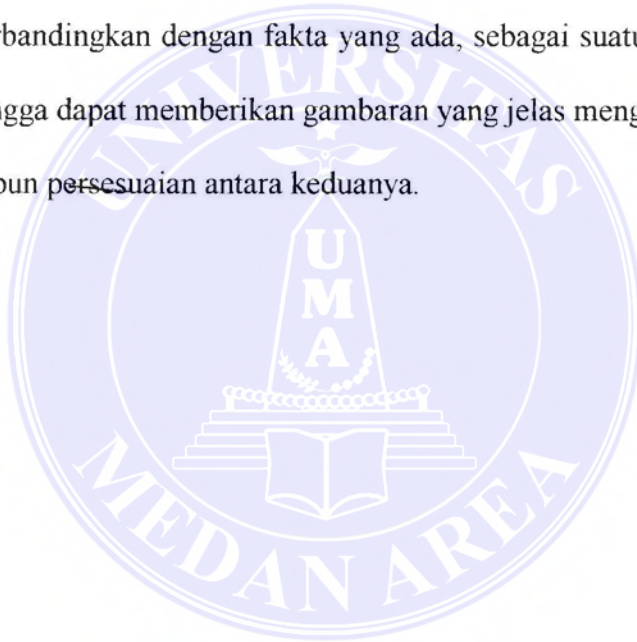 rbandingkan dengan fakta yang ada, sebagai suatu
ngga dapat memberikan gambaran yang jelas meng
pun persesuaian antara keduanya.
UNIVERSITAS
UMA
MEDAN AREA